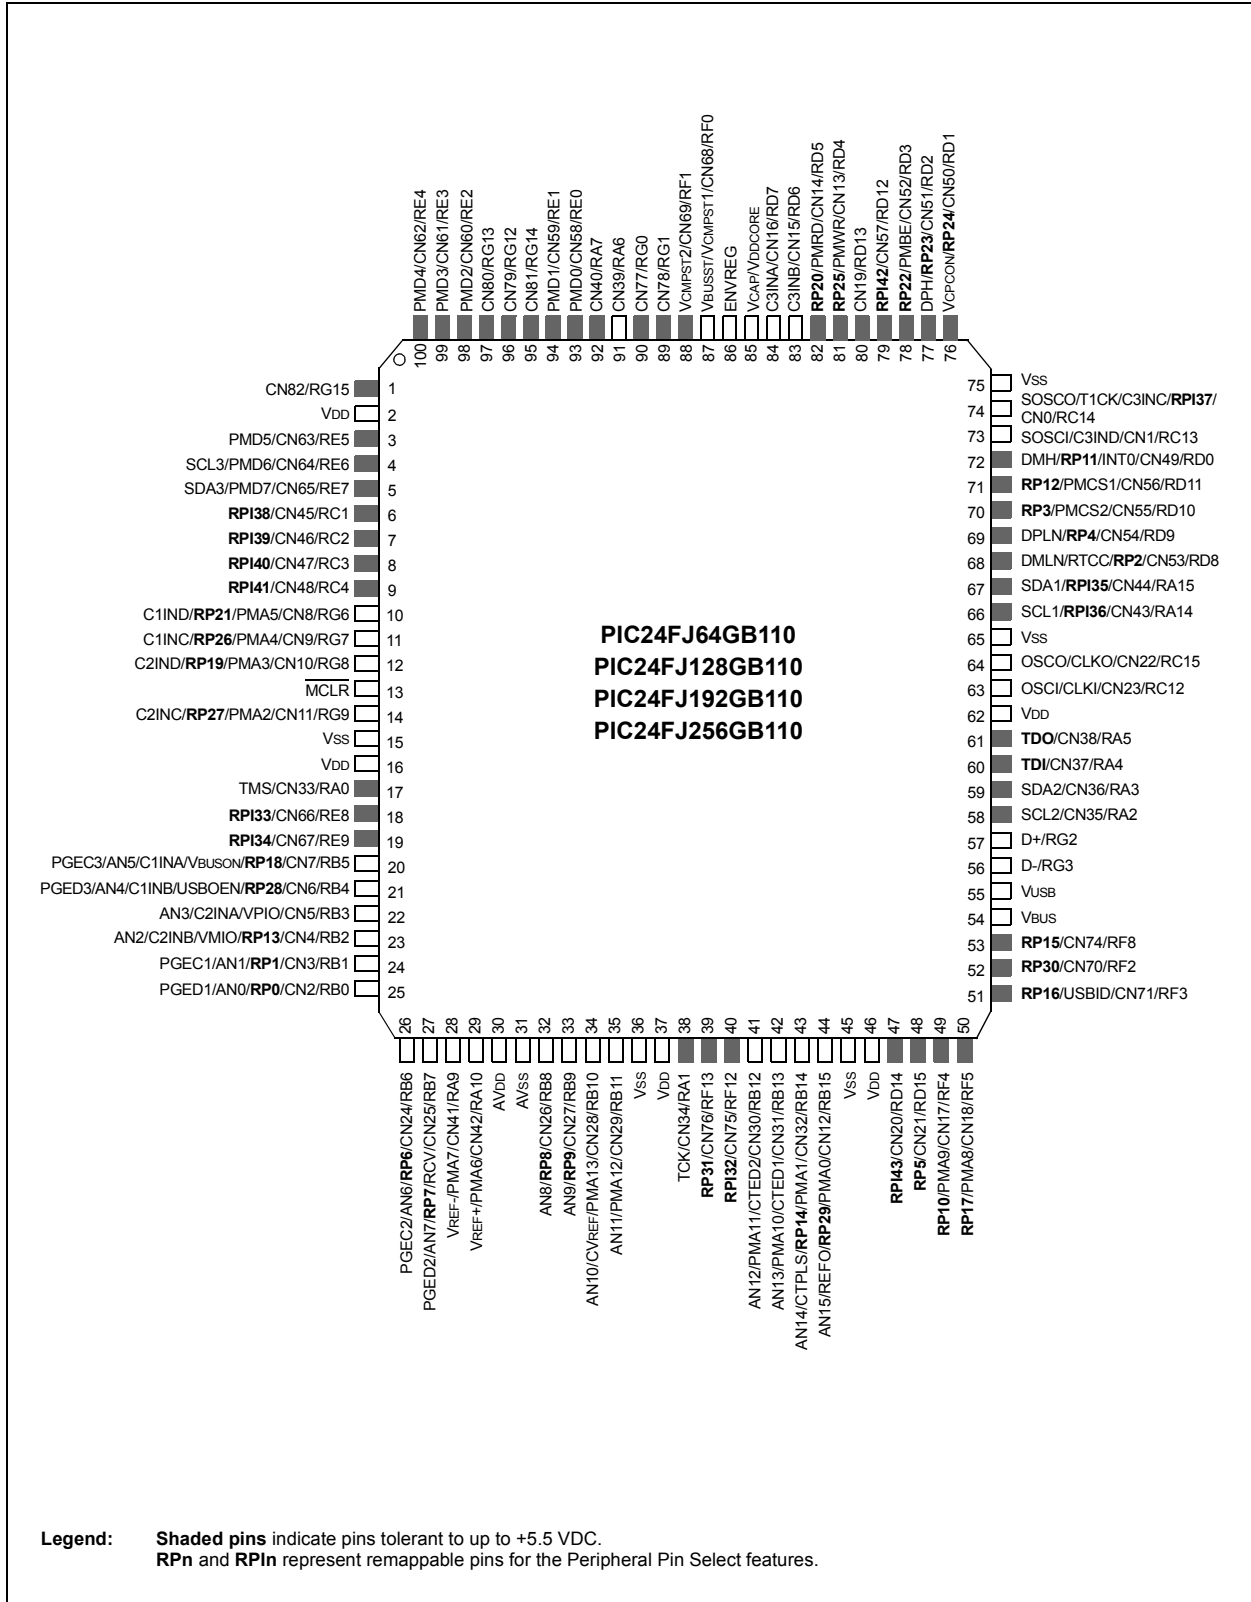 PMD4/CN62/RE4
PMD3/CN61/RE3
PMD2/CN60/RE2
CN80/RG13
CN79/RG12
CN81/RG14
PMD1/CN59/RE1
PMD0/CN58/RE0
CN40/RA7
CN39/RA6
CN77/RG0
CN78/RG1
VCMPST2/CN69/RF1
VBUSST/VCMPST1/CN68/RF0
ENVREG
VCAP/VDDCORE
C3INA/CN16/RD7
C3INB/CN15/RD6
RP20/PMRD/CN14/RD5
RP25/PMWR/CN13/RD4
CN19/RD13
RPI42/CN57/RD12
RP22/PMBE/CN52/RD3
DPH/RP23/CN51/RD2
VCPCON/RP24/CN50/RD1
100 99 98 97 96 95 94 93 92 91 90 89 88 87 86 85 84 83 82 81 80 79 78 77 76
CN82/RG15 1
VDD 2
PMD5/CN63/RE5 3
SCL3/PMD6/CN64/RE6 4
SDA3/PMD7/CN65/RE7 5
RPI38/CN45/RC1 6
RPI39/CN46/RC2 7
RPI40/CN47/RC3 8
RPI41/CN48/RC4 9
C1IND/RP21/PMA5/CN8/RG6 10
C1INC/RP26/PMA4/CN9/RG7 11
C2IND/RP19/PMA3/CN10/RG8 12
MCLR 13
C2INC/RP27/PMA2/CN11/RG9 14
VSS 15
VDD 16
TMS/CN33/RA0 17
RPI33/CN66/RE8 18
RPI34/CN67/RE9 19
PGEC3/AN5/C1INA/VBUSON/RP18/CN7/RB5 20
PGED3/AN4/C1INB/USBOEN/RP28/CN6/RB4 21
AN3/C2INA/VPIO/CN5/RB3 22
AN2/C2INB/VMIO/RP13/CN4/RB2 23
PGEC1/AN1/RP1/CN3/RB1 24
PGED1/AN0/RP0/CN2/RB0 25
PIC24FJ64GB110
PIC24FJ128GB110
PIC24FJ192GB110
PIC24FJ256GB110
75 VSS
74 SOSCO/T1CK/C3INC/RPI37/
CN0/RC14
73 SOSCI/C3IND/CN1/RC13
72 DMH/RP11/INT0/CN49/RD0
71 RP12/PMCS1/CN56/RD11
70 RP3/PMCS2/CN55/RD10
69 DPLN/RP4/CN54/RD9
68 DMLN/RTCC/RP2/CN53/RD8
67 SDA1/RPI35/CN44/RA15
66 SCL1/RPI36/CN43/RA14
65 VSS
64 OSCO/CLKO/CN22/RC15
63 OSCI/CLKI/CN23/RC12
62 VDD
61 TDO/CN38/RA5
60 TDI/CN37/RA4
59 SDA2/CN36/RA3
58 SCL2/CN35/RA2
57 D+/RG2
56 D-/RG3
55 VUSB
54 VBUS
53 RP15/CN74/RF8
52 RP30/CN70/RF2
51 RP16/USBID/CN71/RF3
26 27 28 29 30 31 32 33 34 35 36 37 38 39 40 41 42 43 44 45 46 47 48 49 50
PGEC2/AN6/RP6/CN24/RB6
PGED2/AN7/RP7/RCV/CN25/RB7
VREF-/PMA7/CN41/RA9
VREF+/PMA6/CN42/RA10
AVDD
AVSS
AN8/RP8/CN26/RB8
AN9/RP9/CN27/RB9
AN10/CVREF/PMA13/CN28/RB10
AN11/PMA12/CN29/RB11
VSS
VDD
TCK/CN34/RA1
RP31/CN76/RF13
RPI32/CN75/RF12
AN12/PMA11/CTED2/CN30/RB12
AN13/PMA10/CTED1/CN31/RB13
AN14/CTPLS/RP14/PMA1/CN32/RB14
AN15/REFO/RP29/PMA0/CN12/RB15
VSS
VDD
RPI43/CN20/RD14
RP5/CN21/RD15
RP10/PMA9/CN17/RF4
RP17/PMA8/CN18/RF5
Legend: Shaded pins indicate pins tolerant to up to +5.5 VDC.
RPn and RPIn represent remappable pins for the Peripheral Pin Select features.